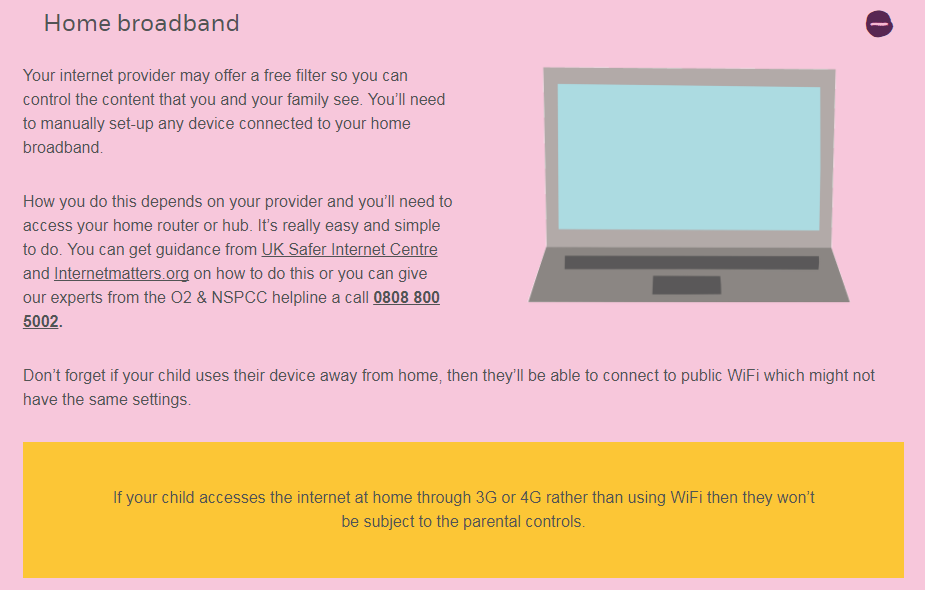 Home broadband
Your internet provider may offer a free filter so you can
control the content that you and your family see. You’ll need
to manually set-up any device connected to your home
broadband.
How you do this depends on your provider and you’ll need to
access your home router or hub. It’s really easy and simple
to do. You can get guidance from UK Safer Internet Centre
and Internetmatters.org on how to do this or you can give
our experts from the O2 & NSPCC helpline a call 0808 800
5002.
Don’t forget if your child uses their device away from home, then they’ll be able to connect to public WiFi which might not
have the same settings.
If your child accesses the internet at home through 3G or 4G rather than using WiFi then they won’t
be subject to the parental controls.